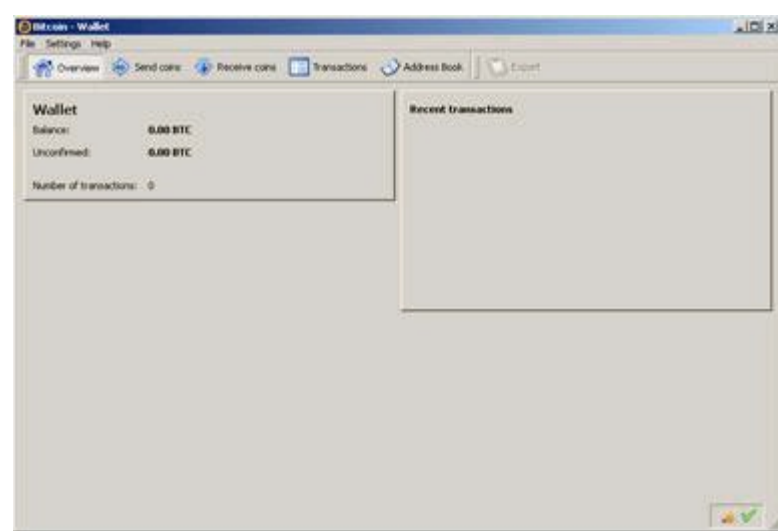 Bitcoin - Wallet
File Settings Help
Overview Send coins Receive coins Transactions Address Book Export
Wallet
Balance: 0.00 BTC
Unconfirmed: 0.00 BTC
Number of transactions: 0
Recent transactions